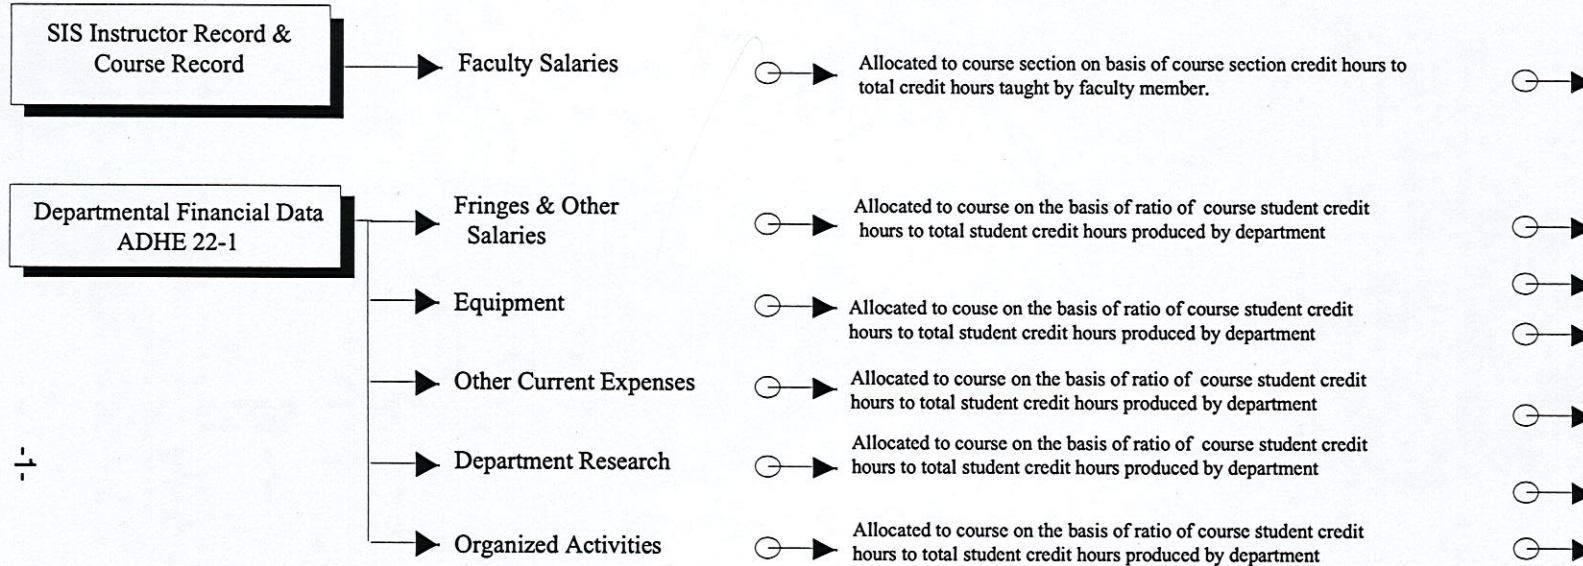 SIS Instructor Record &
Course Record
Faculty Salaries
Allocated to course section on basis of course section credit hours to
total credit hours taught by faculty member.
Departmental Financial Data
ADHE 22-1
Fringes & Other
Salaries
Allocated to course on the basis of ratio of course student credit
hours to total student credit hours produced by department
Equipment
Allocated to couse on the basis of ratio of course student credit
hours to total student credit hours produced by department
Other Current Expenses
Allocated to course on the basis of ratio of course student credit
hours to total student credit hours produced by department
Department Research
Allocated to course on the basis of ratio of course student credit
hours to total student credit hours produced by department
Organized Activities
Allocated to course on the basis of ratio of course student credit
hours to total student credit hours produced by department
-1-